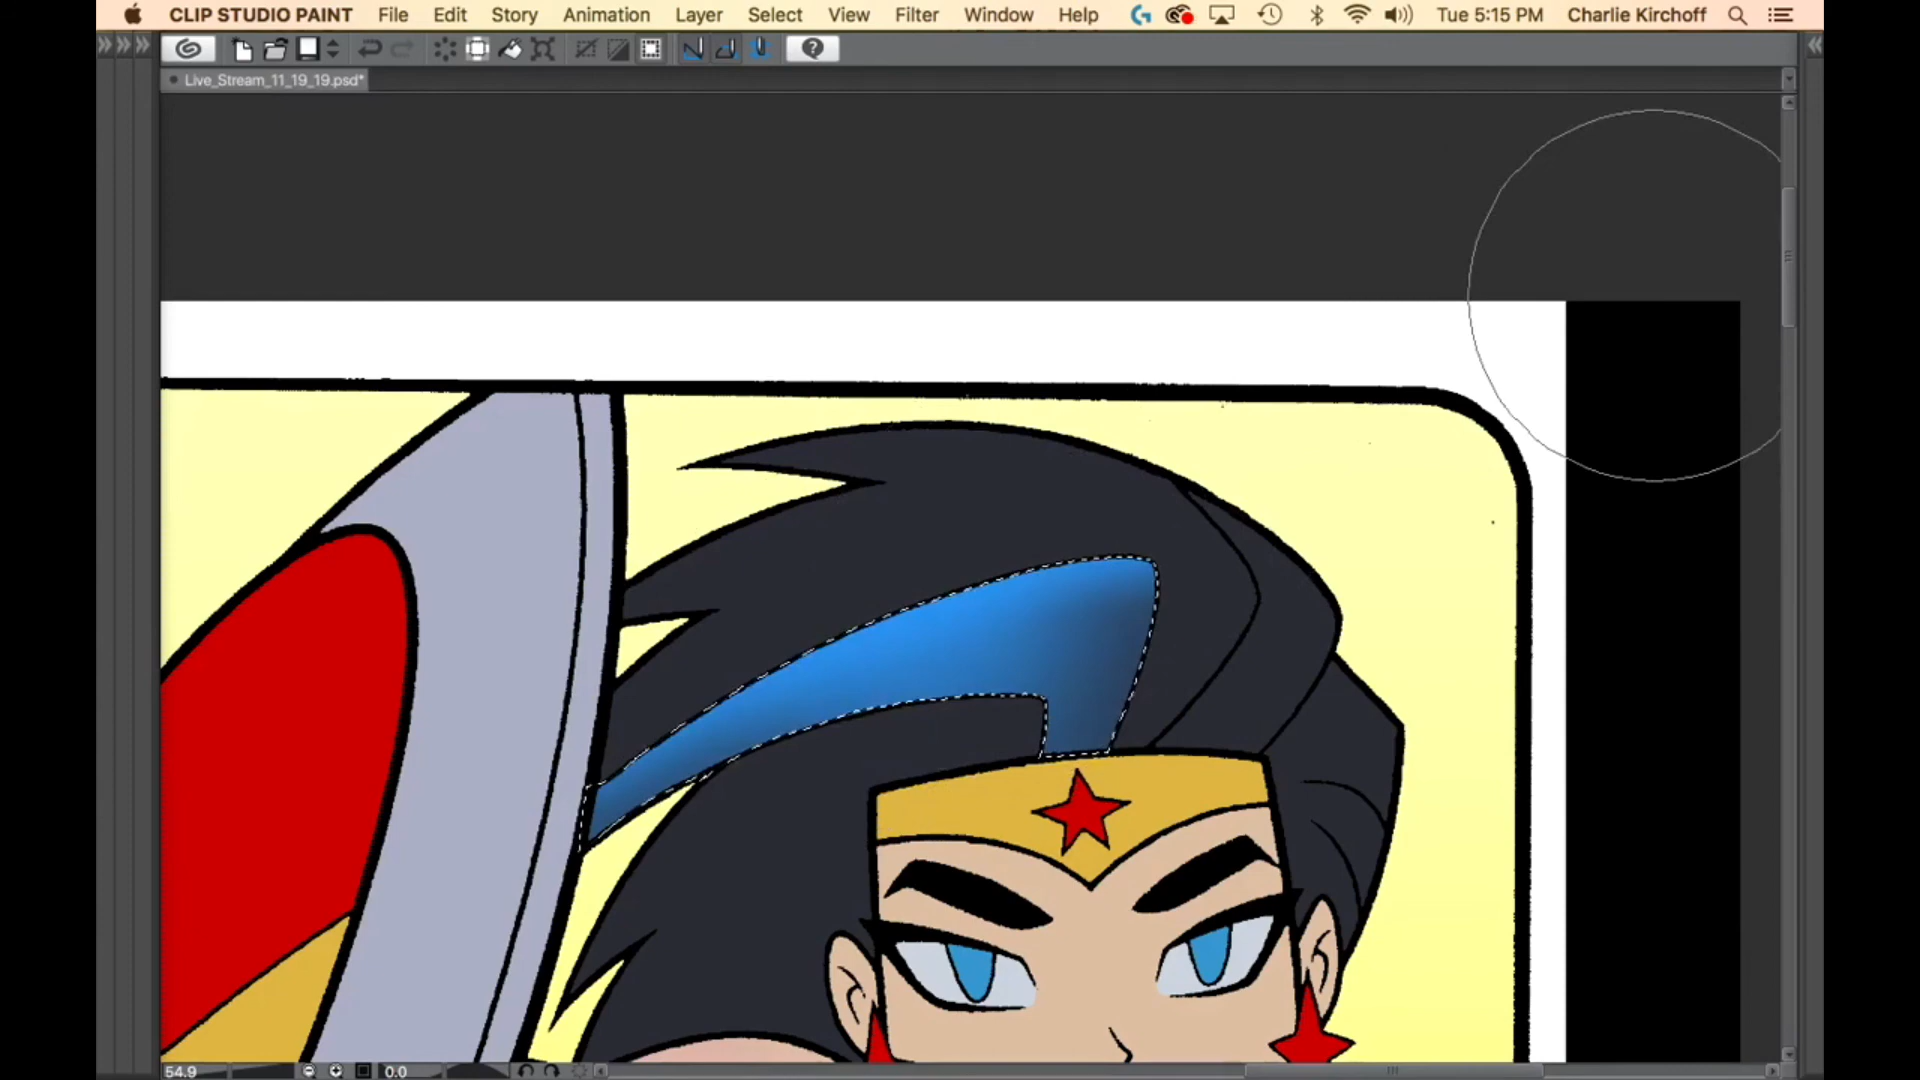 CLIP STUDIO PAINT File Edit Story Animation Layer Select View Filter Window Help Tue 5:15 PM Charlie Kirchoff
Live_Stream_11_19_19.psd*
54.9 0.0